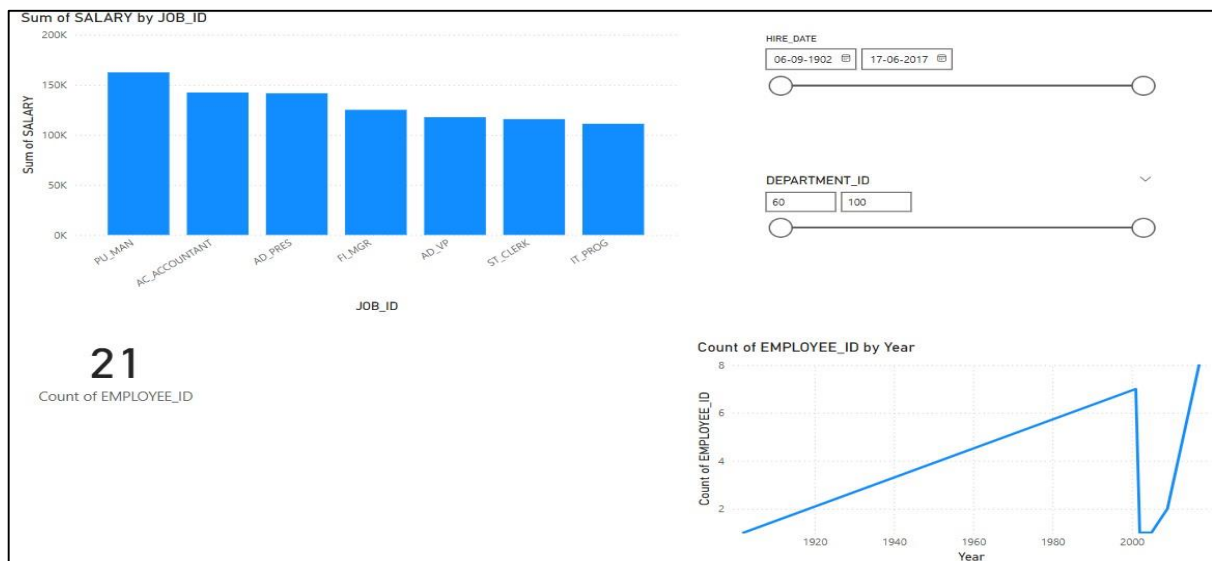 Sum of SALARY by JOB_ID
200K
150K
100K
50K
0K
Sum of SALARY
PU_MAN
AC_ACCOUNTANT
AD_PRES
FI_MGR
AD_VP
ST_CLERK
IT_PROG
JOB_ID
HIRE_DATE
06-09-1902 17-06-2017
DEPARTMENT_ID
60 100
21
Count of EMPLOYEE_ID
Count of EMPLOYEE_ID by Year
8
6
4
2
Count of EMPLOYEE_ID
1920 1940 1960 1980 2000
Year